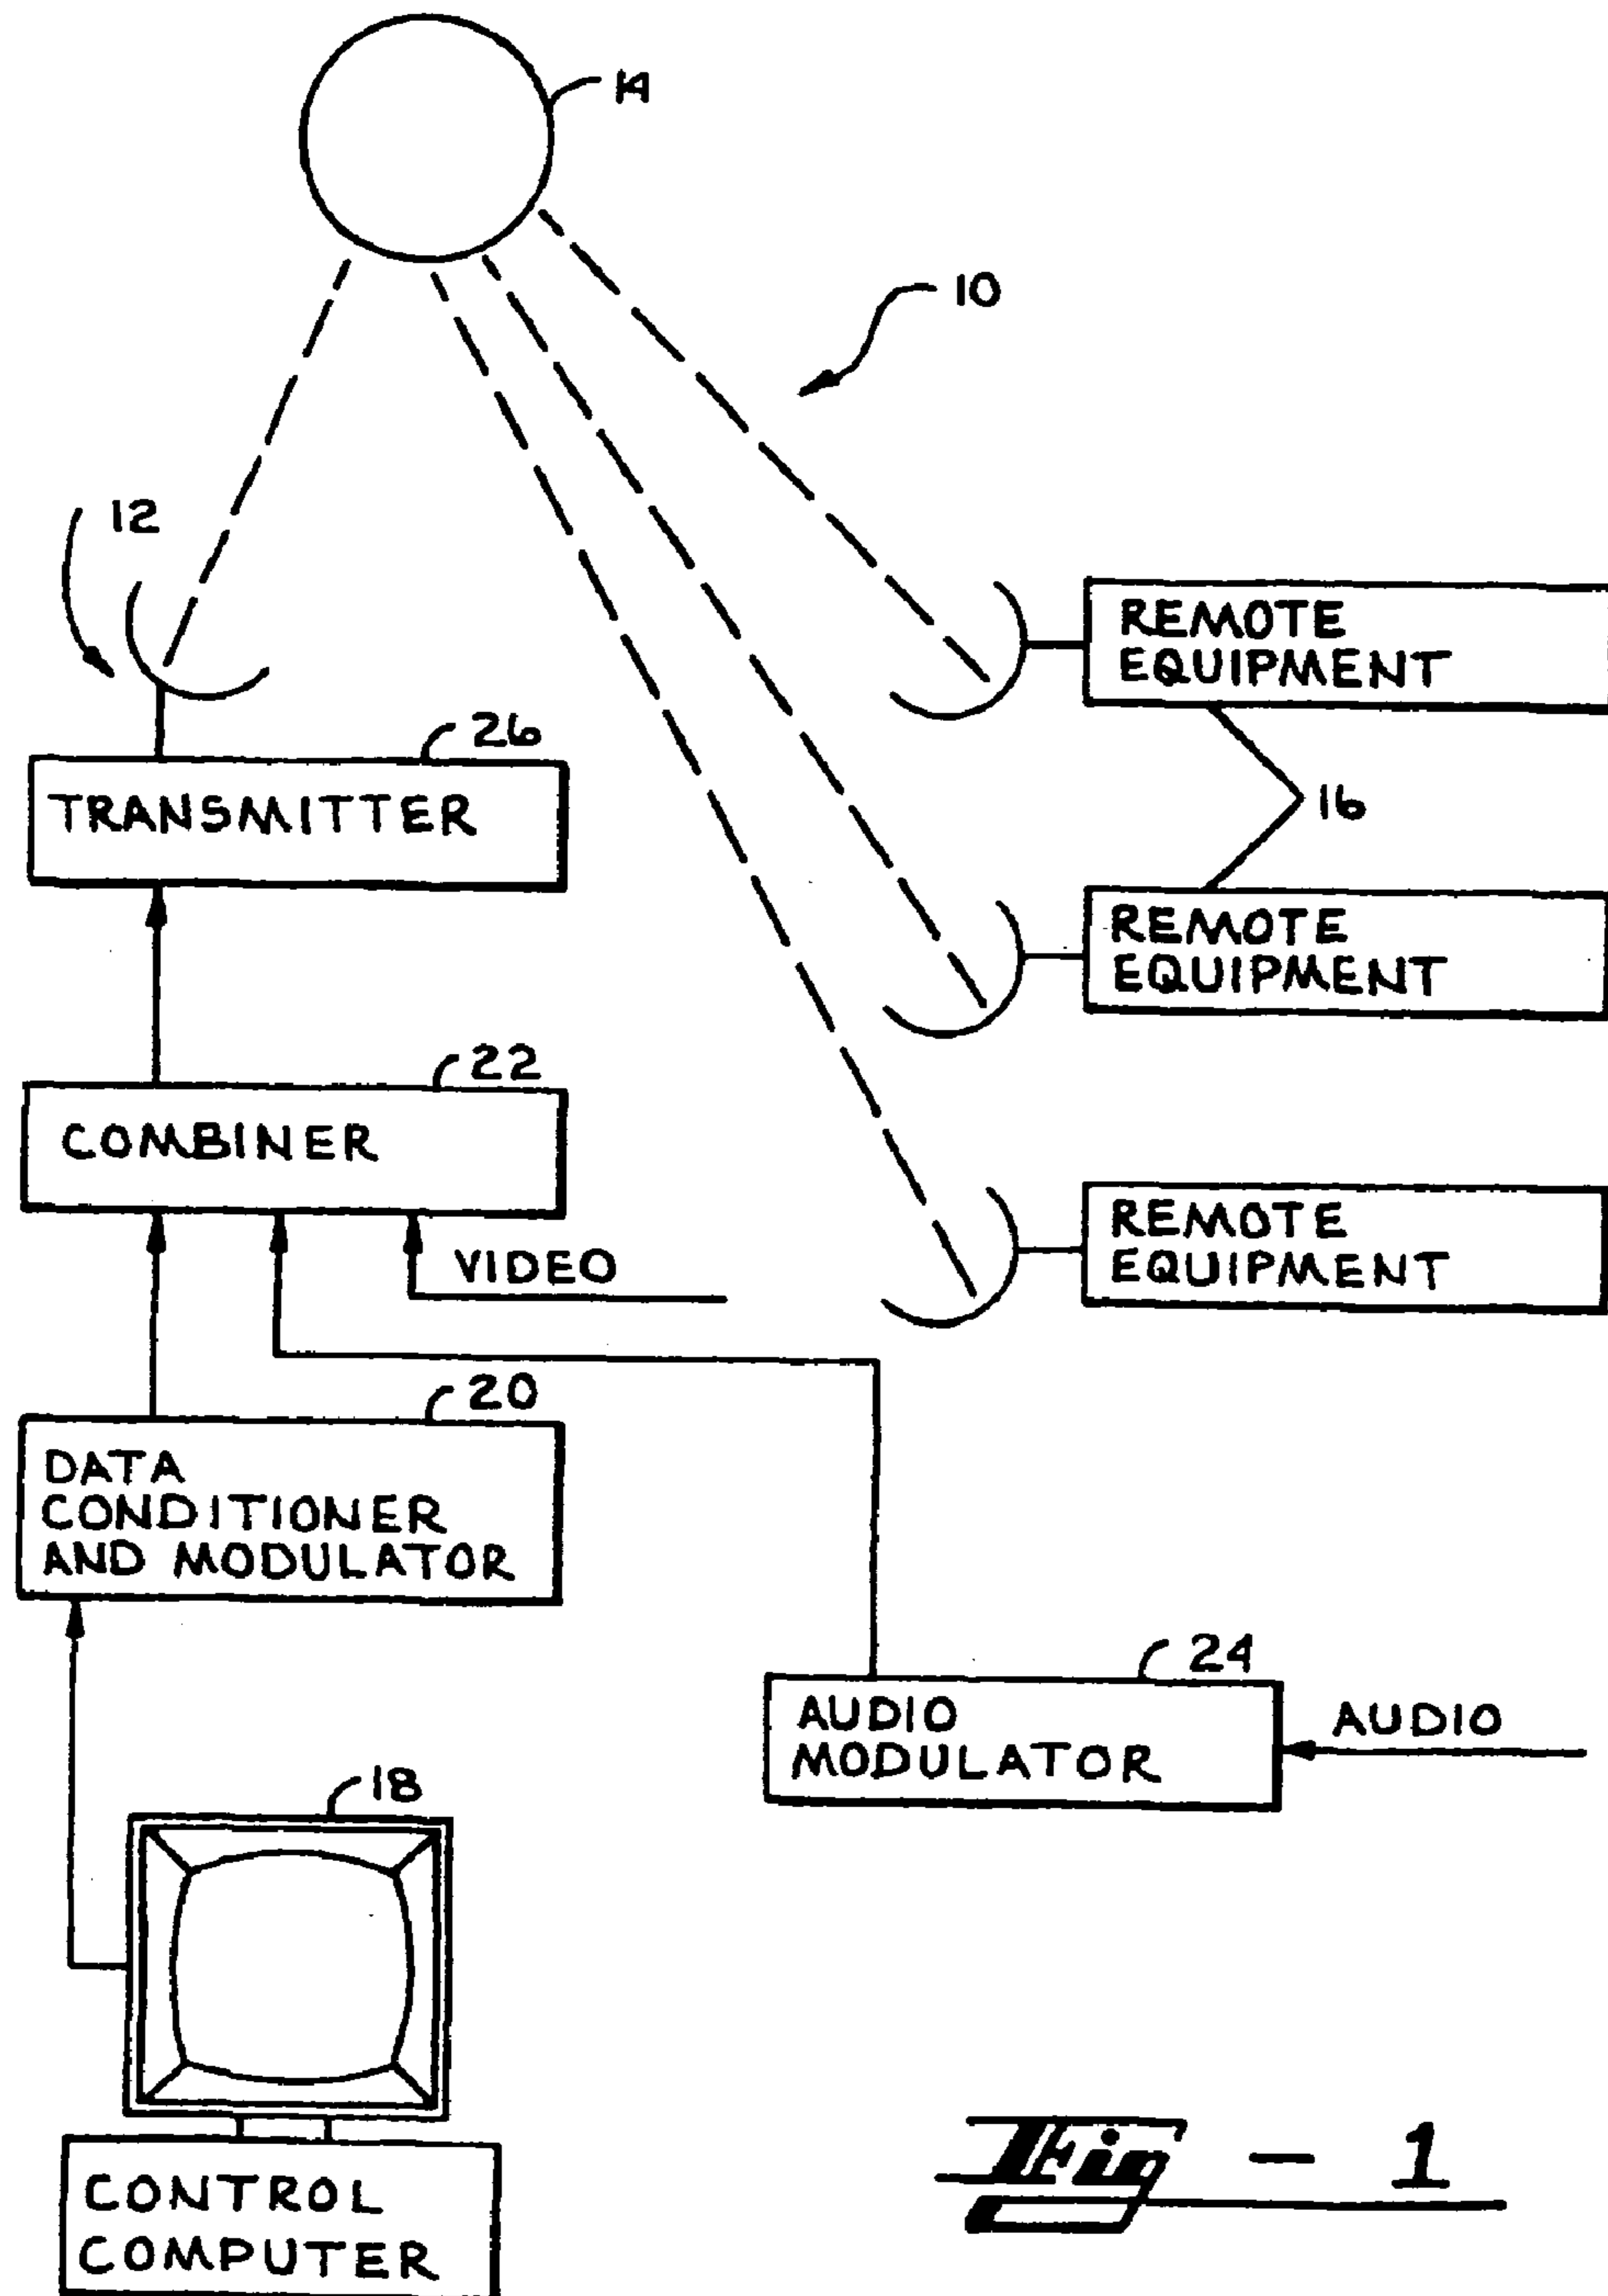 14
10
12
REMOTE
EQUIPMENT
26
TRANSMITTER
16
REMOTE
EQUIPMENT
22
COMBINER
REMOTE
EQUIPMENT
VIDEO
20
DATA
CONDITIONER
AND MODULATOR
24
AUDIO
MODULATOR
AUDIO
18
CONTROL
COMPUTER
Fig - 1